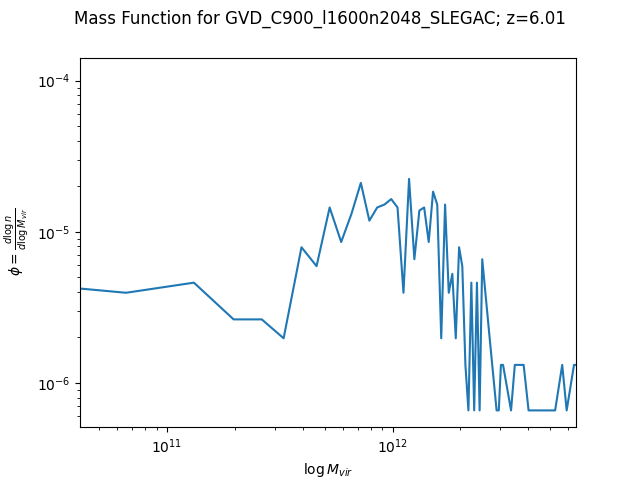 Mass Function for GVD_C900_l1600n2048_SLEGAC; z=6.01
10⁻⁴
10⁻⁵
10⁻⁶
ϕ = d log n / d log M_vir
10¹¹
10¹²
log M_vir